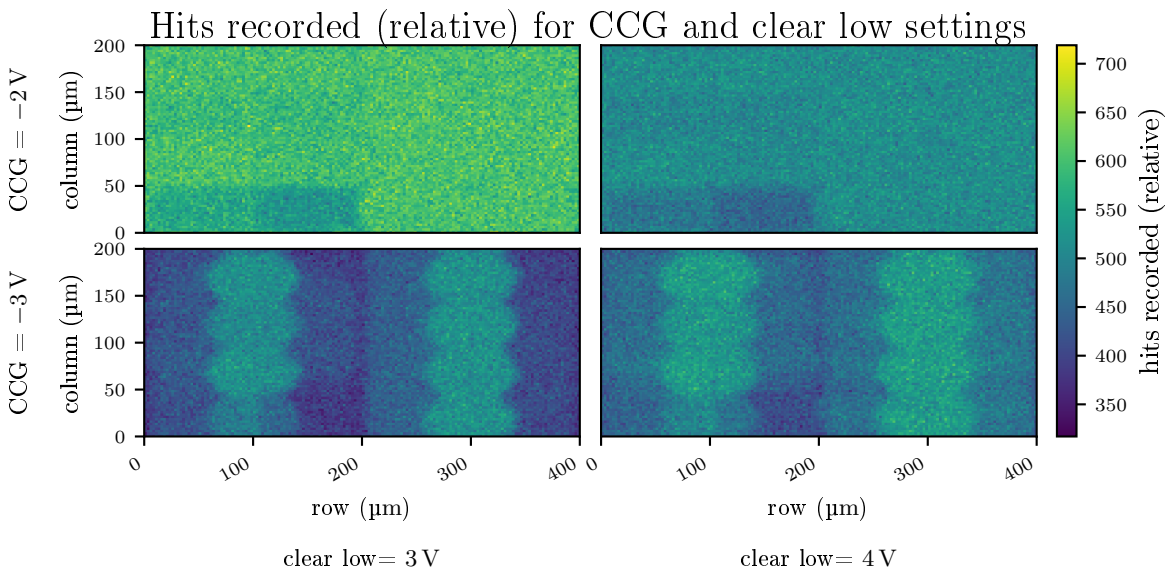 Hits recorded (relative) for CCG and clear low settings
CCG = −2 V
column (µm)
200
150
100
50
0
CCG = −3 V
column (µm)
200
150
100
50
0
0 100 200 300 400
0 100 200 300 400
row (µm)
row (µm)
clear low= 3 V
clear low= 4 V
700
650
600
550
500
450
400
350
hits recorded (relative)